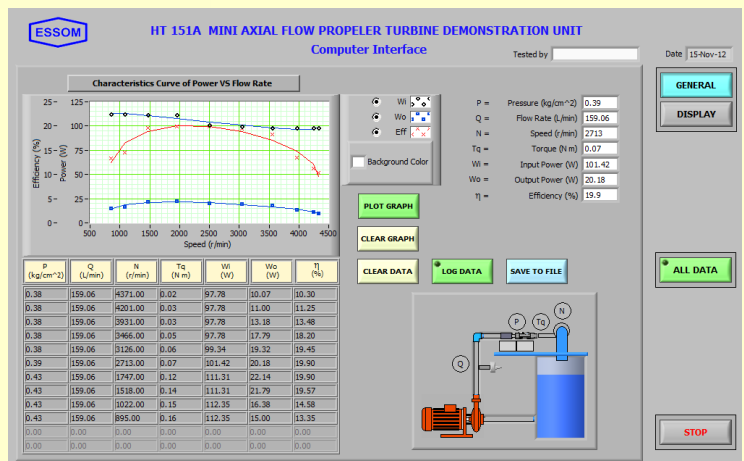 ESSOM
HT 151A MINI AXIAL FLOW PROPELER TURBINE DEMONSTRATION UNIT
Computer Interface
Tested by
Date 15-Nov-12
Characteristics Curve of Power VS Flow Rate
Efficiency (%)
25-
20-
15-
10-
5-
0-
Power (W)
125-
100-
75-
50-
25-
0-
500 1000 1500 2000 2500 3000 3500 4000 4500
Speed (r/min)
Wi
Wo
Eff
Background Color
P = Pressure (kg/cm^2) 0.39
Q = Flow Rate (L/min) 159.06
N = Speed (r/min) 2713
Tq = Torque (N m) 0.07
Wi = Input Power (W) 101.42
Wo = Output Power (W) 20.18
η = Efficiency (%) 19.9
GENERAL
DISPLAY
PLOT GRAPH
CLEAR GRAPH
CLEAR DATA
LOG DATA
SAVE TO FILE
ALL DATA
STOP
P (kg/cm^2) Q (L/min) N (r/min) Tq (N m) Wi (W) Wo (W) η (%)
0.38 159.06 4371.00 0.02 97.78 10.07 10.30
0.38 159.06 4201.00 0.03 97.78 11.00 11.25
0.38 159.06 3931.00 0.03 97.78 13.18 13.48
0.38 159.06 3466.00 0.05 97.78 17.79 18.20
0.38 159.06 3126.00 0.06 99.34 19.32 19.45
0.39 159.06 2713.00 0.07 101.42 20.18 19.90
0.43 159.06 1747.00 0.12 111.31 22.14 19.90
0.43 159.06 1518.00 0.14 111.31 21.79 19.57
0.43 159.06 1022.00 0.15 112.35 16.38 14.58
0.43 159.06 895.00 0.16 112.35 15.00 13.35
0.00 0.00 0.00 0.00 0.00 0.00 0.00
0.00 0.00 0.00 0.00 0.00 0.00 0.00
P
Tq
N
Q